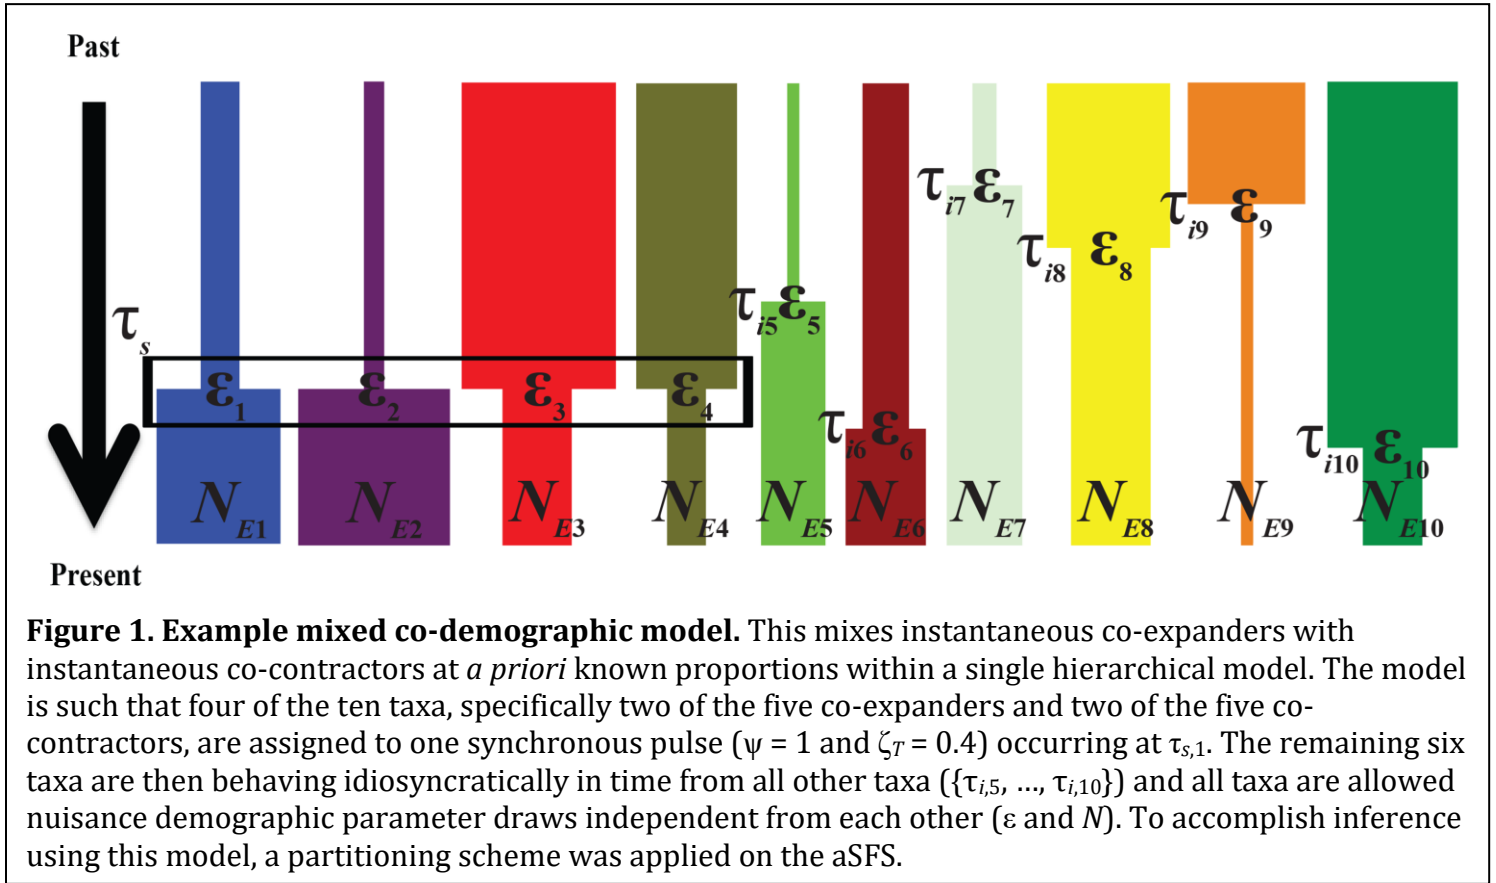 Past
τi7 ε7
τi9 ε9
τi8 ε8
τs
τi5 ε5
ε1 ε2 ε3 ε4
τi6 ε6
τi10 ε10
NE1 NE2 NE3 NE4 NE5 NE6 NE7 NE8 NE9 NE10
Present
Figure 1. Example mixed co-demographic model. This mixes instantaneous co-expanders with
instantaneous co-contractors at a priori known proportions within a single hierarchical model. The model
is such that four of the ten taxa, specifically two of the five co-expanders and two of the five co-
contractors, are assigned to one synchronous pulse (ψ = 1 and ζT = 0.4) occurring at τs,1. The remaining six
taxa are then behaving idiosyncratically in time from all other taxa ({τi,5, ..., τi,10}) and all taxa are allowed
nuisance demographic parameter draws independent from each other (ε and N). To accomplish inference
using this model, a partitioning scheme was applied on the aSFS.